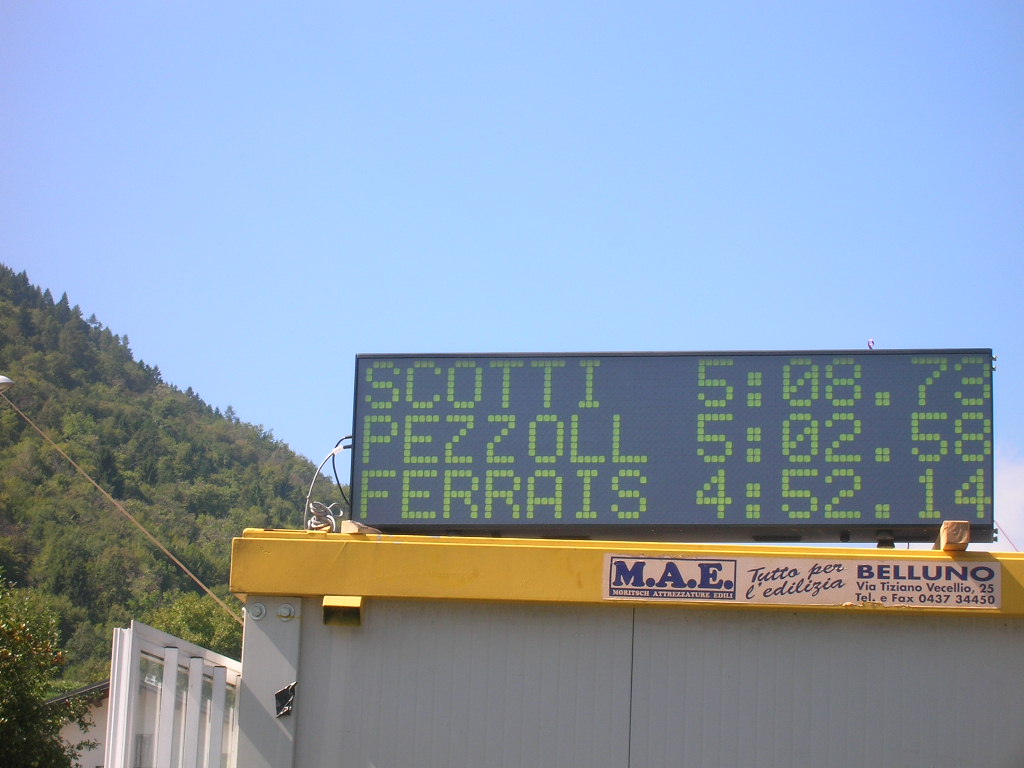 SCOTTI 5:08.73
PEZZOLL 5:02.58
FERRAIS 4:52.14
M.A.E.
MORITSCH ATTREZZATURE EDILI
Tutto per
l'edilizia
BELLUNO
Via Tiziano Vecellio, 25
Tel. e Fax 0437 34450